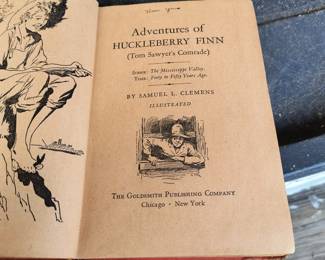 Adventures of
HUCKLEBERRY FINN
(Tom Sawyer's Comrade)
Scene: The Mississippi Valley.
Time: Forty to Fifty Years Ago.
BY SAMUEL L. CLEMENS
ILLUSTRATED
THE GOLDSMITH PUBLISHING COMPANY
Chicago · New York